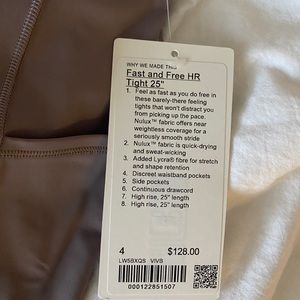 WHY WE MADE THIS
Fast and Free HR
Tight 25"
1. Feel as fast as you do free in
these barely-there feeling
tights that won't distract you
from picking up the pace.
Nulux™ fabric offers near
weightless coverage for a
seriously smooth stride
2. Nulux™ fabric is quick-drying
and sweat-wicking
3. Added Lycra® fibre for stretch
and shape retention
4. Discreet waistband pockets
5. Side pockets
6. Continuous drawcord
7. High rise, 25" length
8. High rise, 25" length
4 $128.00
LW5BXQS VIVB
000122851507